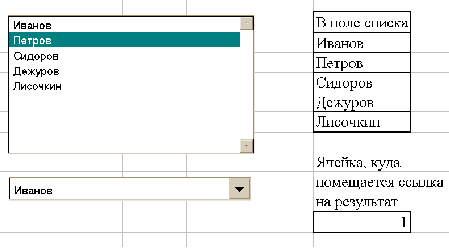 Иванов
Петров
Сидоров
Дежуров
Лисочкин
Иванов
В поле списки
Иванов
Петров
Сидоров
Дежуров
Лисочкин
Ячейка, куда
помещается ссылка
на результат
1